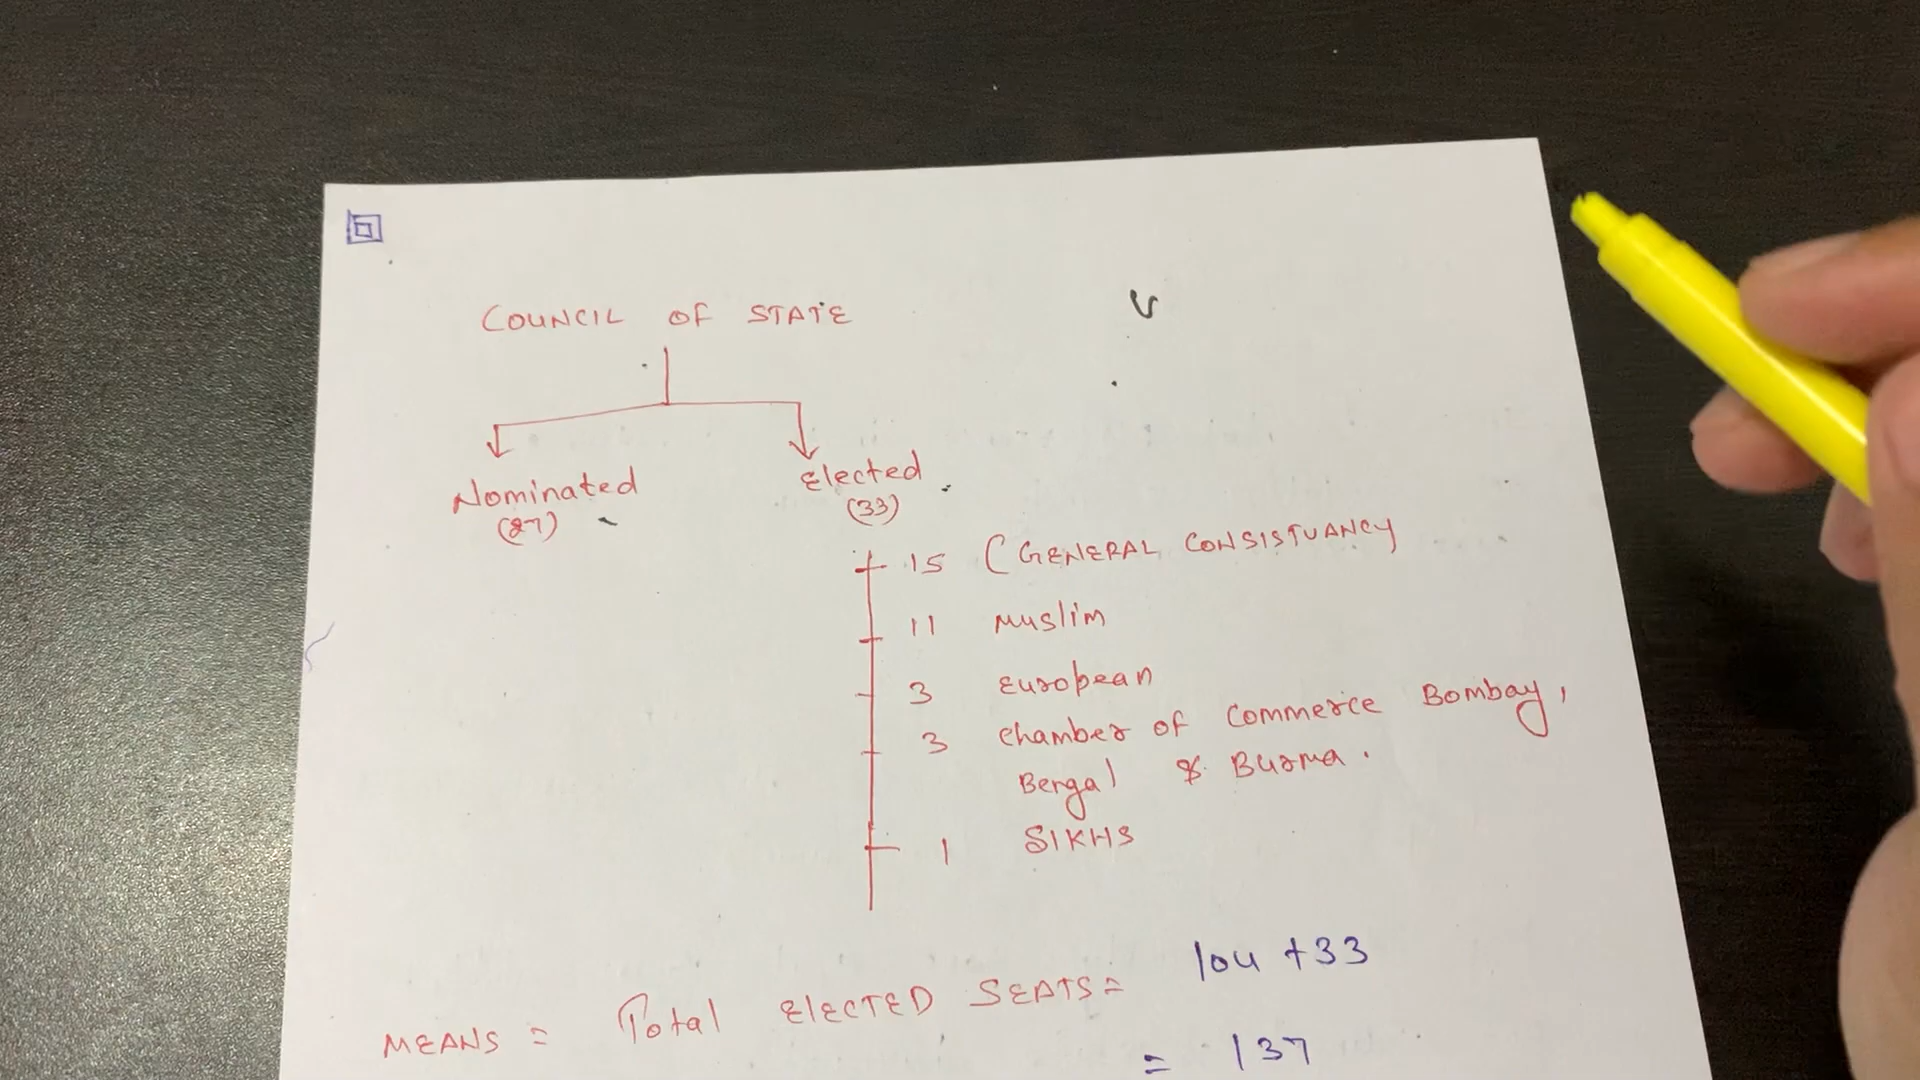 COUNCIL OF STATE
Nominated
(27)
Elected
(33)
15 (GENERAL CONSISTUANCY
11 Muslim
3 European
3 chamber of commerce Bombay,
Bengal & Burma.
1 SIKHS
MEANS = Total ElECTED SEATS = 104 + 33
= 137